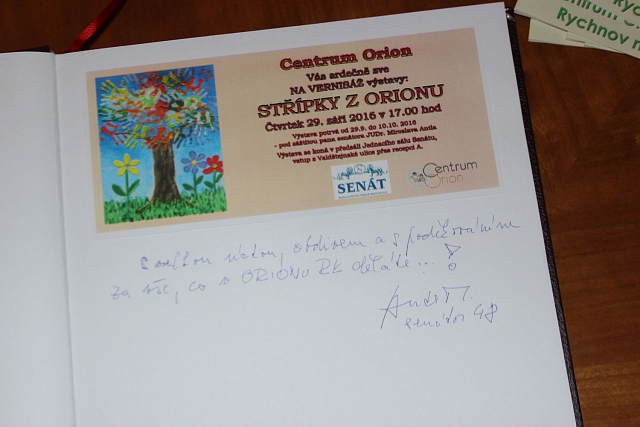 Centrum Orion
Vás srdečně zve
NA VERNISÁŽ výstavy:
STŘÍPKY Z ORIONU
Čtvrtek 29. září 2016 v 17.00 hod
Výstava potrvá od 29.9. do 10.10. 2016
- pod záštitou pana senátora JUDr. Miroslava Antla
Výstava se koná v předsálí Jednacího sálu Senátu,
vstup z Valdštejnské ulice přes recepci A.
SENÁT
Centrum
Orion
S velkou úctou, obdivem a s poděkováním
za vše, co v ORIONU RK děláte...!
Antl M.
senátor 48
Rychnov